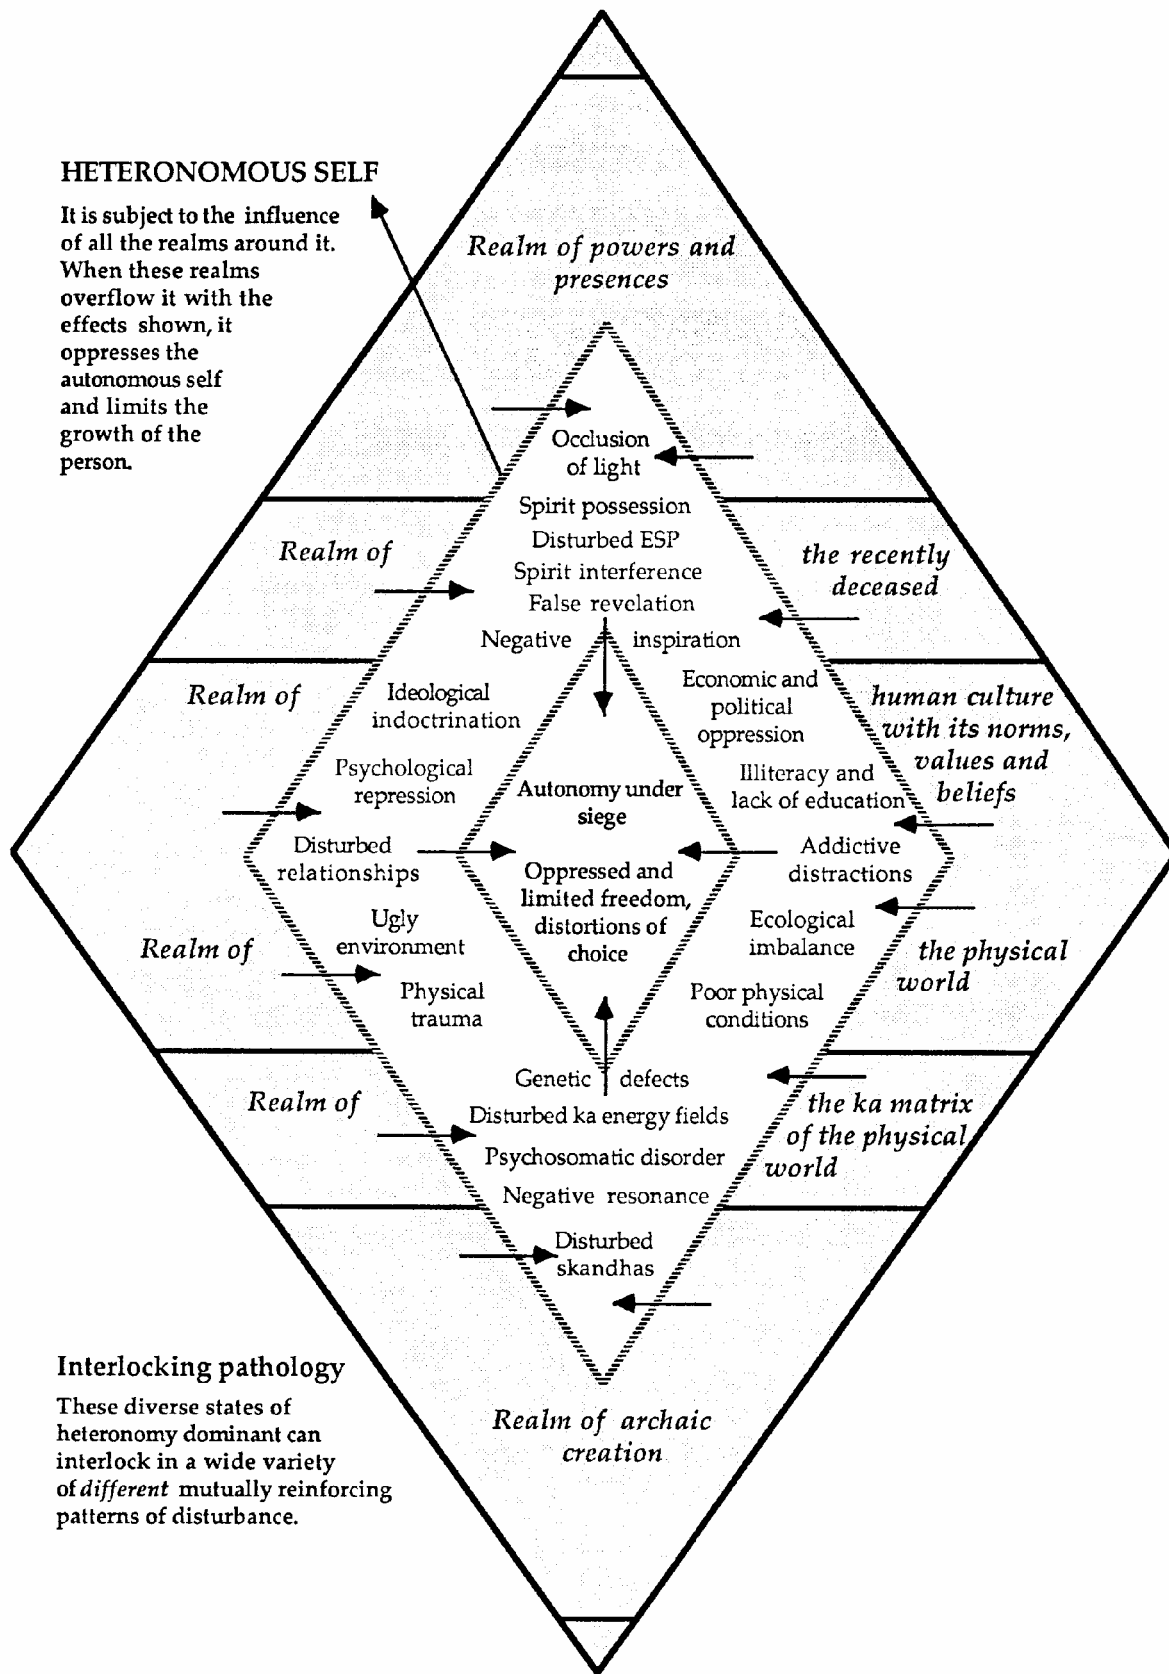 HETERONOMOUS SELF
It is subject to the influence
of all the realms around it.
When these realms
overflow it with the
effects shown, it
oppresses the
autonomous self
and limits the
growth of the
person.
Realm of powers and
presences
Occlusion
of light
Spirit possession
Disturbed ESP
Spirit interference
False revelation
Negative inspiration
Realm of
the recently
deceased
Realm of
human culture
with its norms,
values and
beliefs
Ideological
indoctrination
Economic and
political
oppression
Psychological
repression
Illiteracy and
lack of education
Autonomy under
siege
Disturbed
relationships
Addictive
distractions
Oppressed and
limited freedom,
distortions of
choice
Ugly
environment
Ecological
imbalance
Realm of
the physical
world
Physical
trauma
Poor physical
conditions
Genetic defects
Realm of
the ka matrix
of the physical
world
Disturbed ka energy fields
Psychosomatic disorder
Negative resonance
Disturbed
skandhas
Interlocking pathology
These diverse states of
heteronomy dominant can
interlock in a wide variety
of different mutually reinforcing
patterns of disturbance.
Realm of archaic
creation